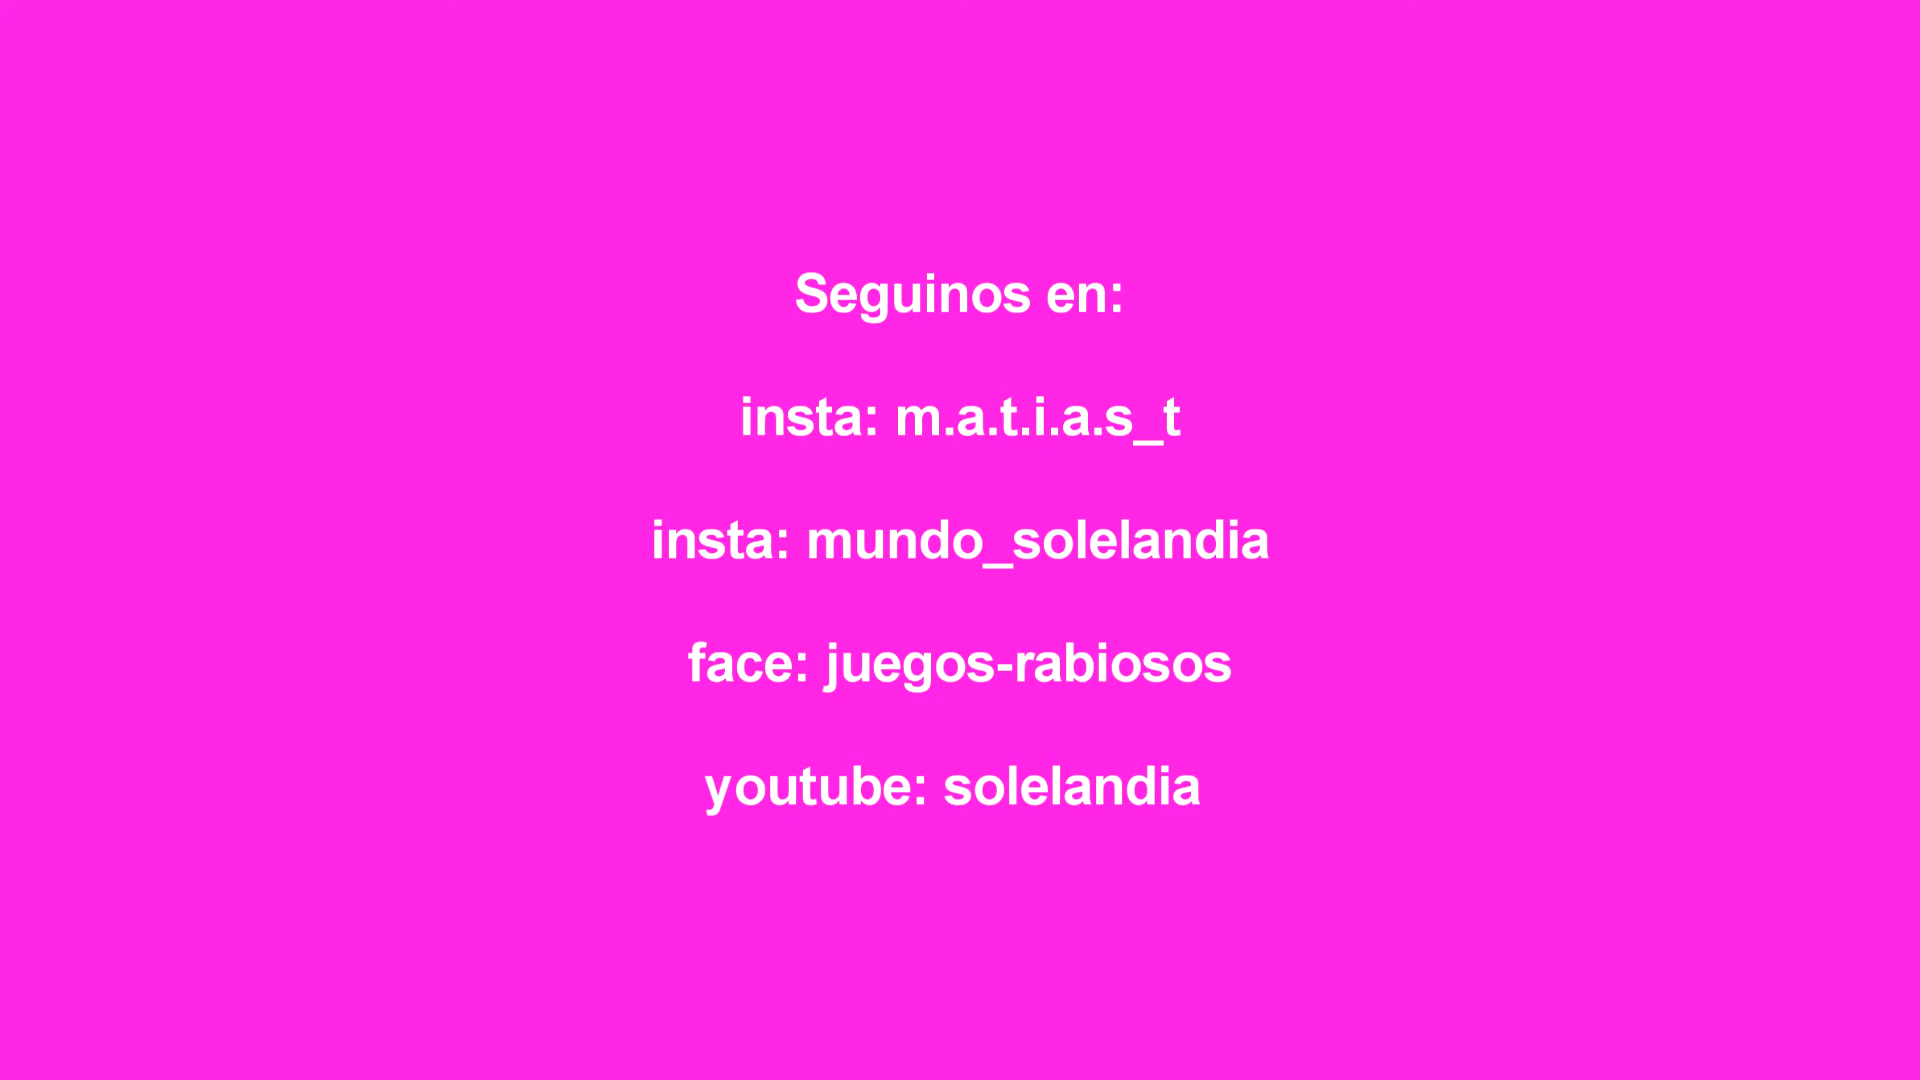 Seguinos en:
insta: m.a.t.i.a.s_t
insta: mundo_solelandia
face: juegos-rabiosos
youtube: solelandia